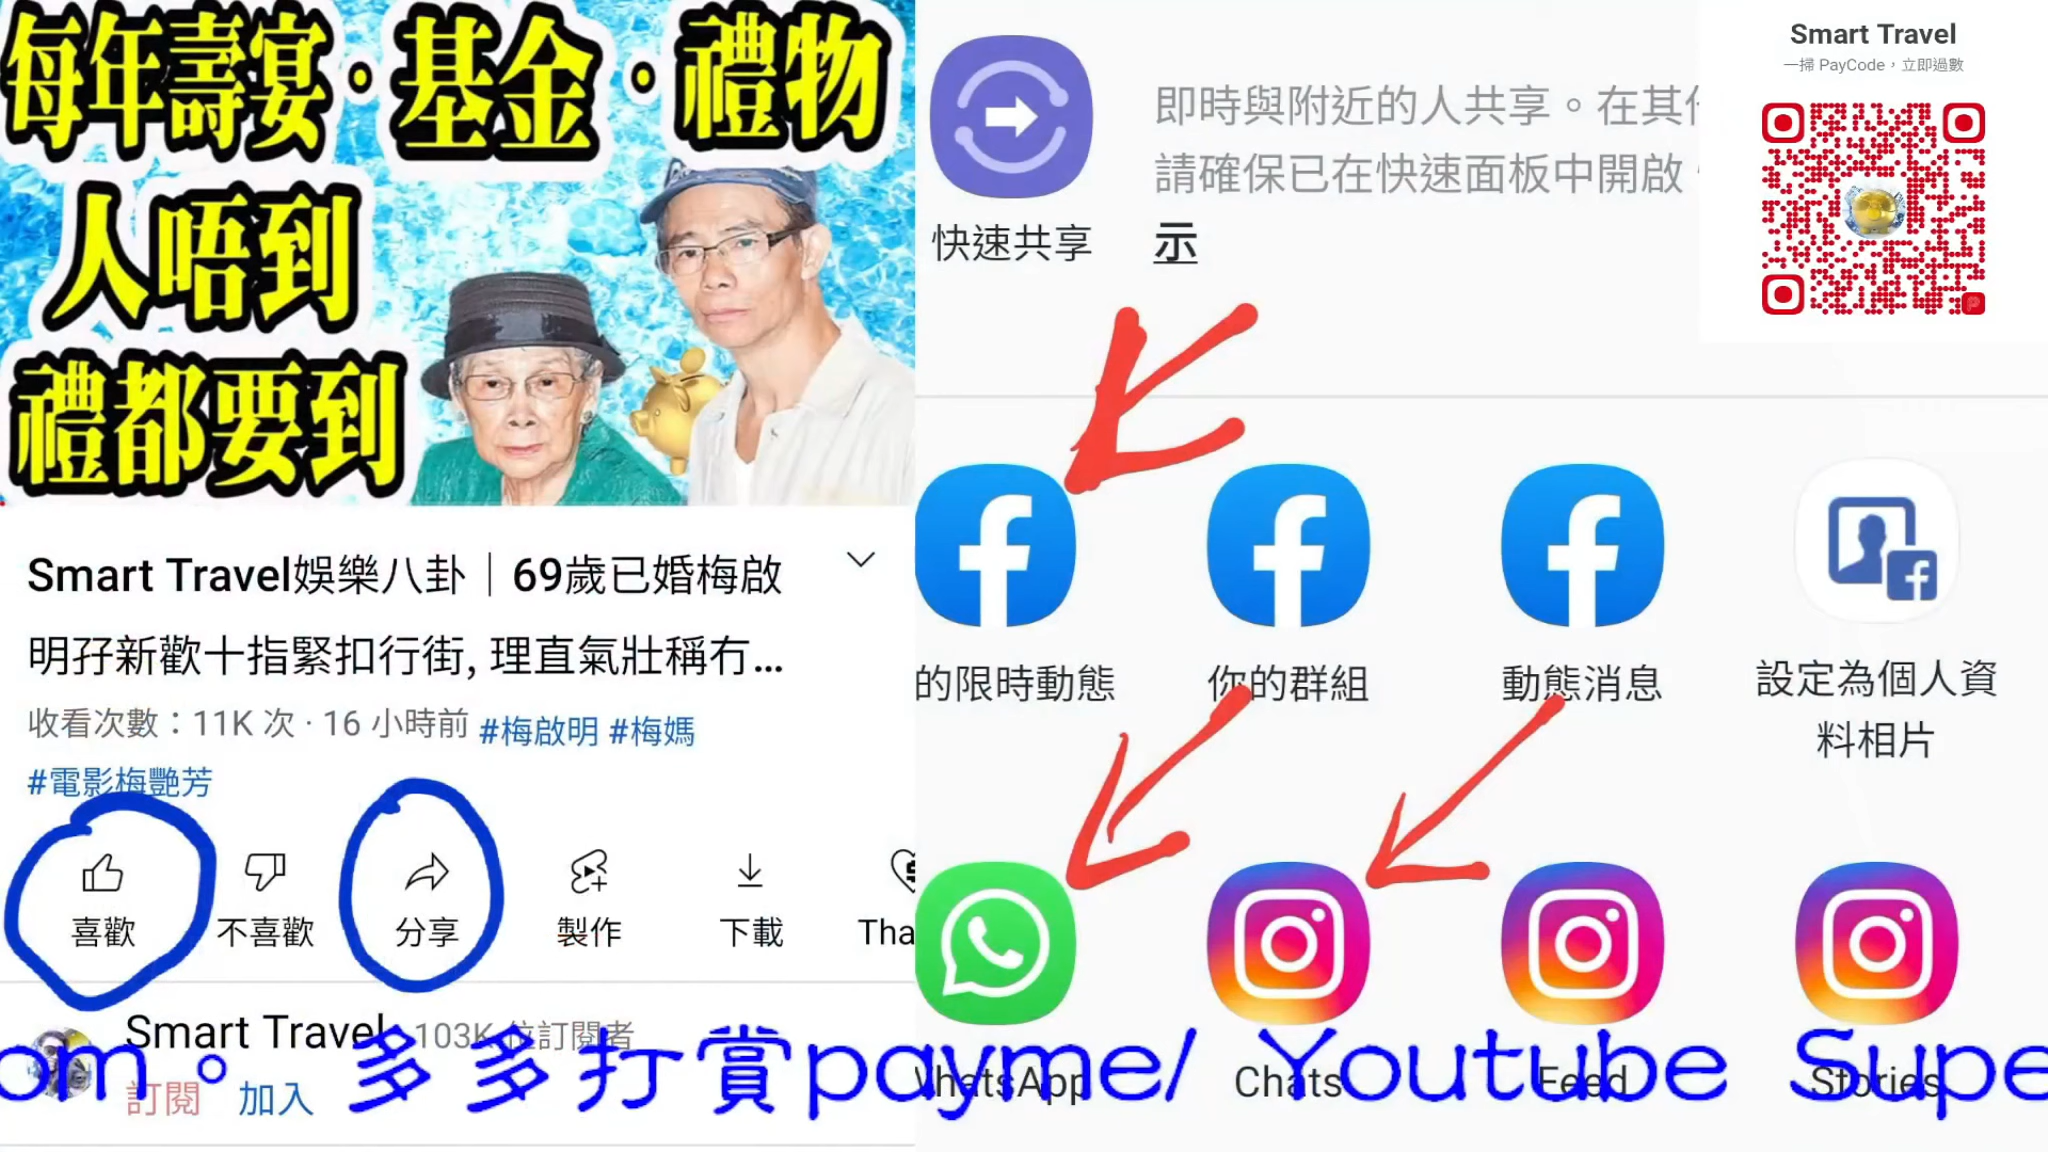 每年壽宴·基金·禮物
人唔到
禮都要到
Smart Travel娛樂八卦｜69歲已婚梅啟
明孖新歡十指緊扣行街, 理直氣壯稱冇...
收看次數：11K 次 · 16 小時前 #梅啟明 #梅媽
#電影梅艷芳
喜歡
不喜歡
分享
製作
下載
Tha
Smart Travel 103K 位訂閱者
訂閱 加入
即時與附近的人共享。在其他
請確保已在快速面板中開啟「
示
快速共享
Smart Travel
一掃 PayCode，立即過數
的限時動態
你的群組
動態消息
設定為個人資
料相片
WhatsApp
Chats
Feed
Stories
om。 多多打賞payme/ Youtube Supe